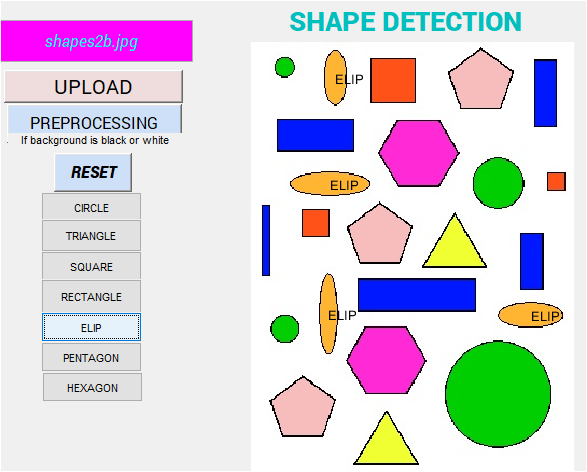 SHAPE DETECTION
shapes2b.jpg
UPLOAD
PREPROCESSING
If background is black or white
RESET
CIRCLE
TRIANGLE
SQUARE
RECTANGLE
ELIP
PENTAGON
HEXAGON
ELIP
ELIP
ELIP
ELIP